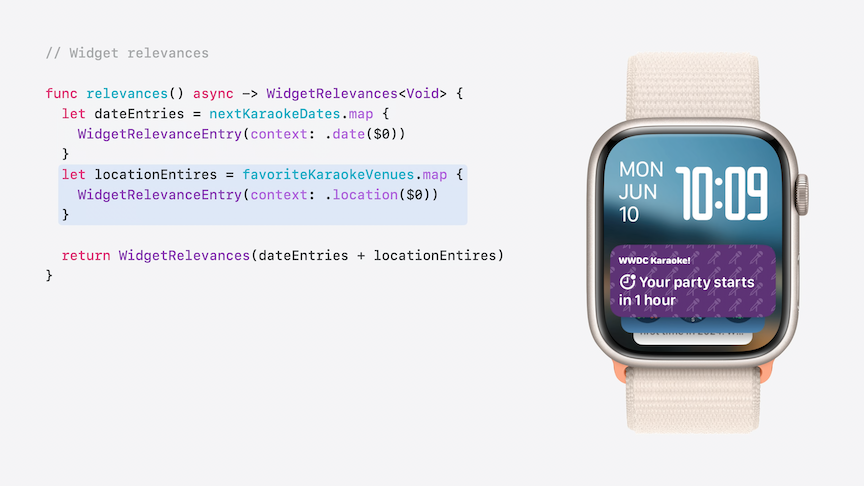 // Widget relevances
func relevances() async -> WidgetRelevances<Void> {
let dateEntries = nextKaraokeDates.map {
WidgetRelevanceEntry(context: .date($0))
}
let locationEntires = favoriteKaraokeVenues.map {
WidgetRelevanceEntry(context: .location($0))
}
return WidgetRelevances(dateEntries + locationEntires)
}
MON
JUN
10
10:09
WWDC Karaoke!
Your party starts
in 1 hour